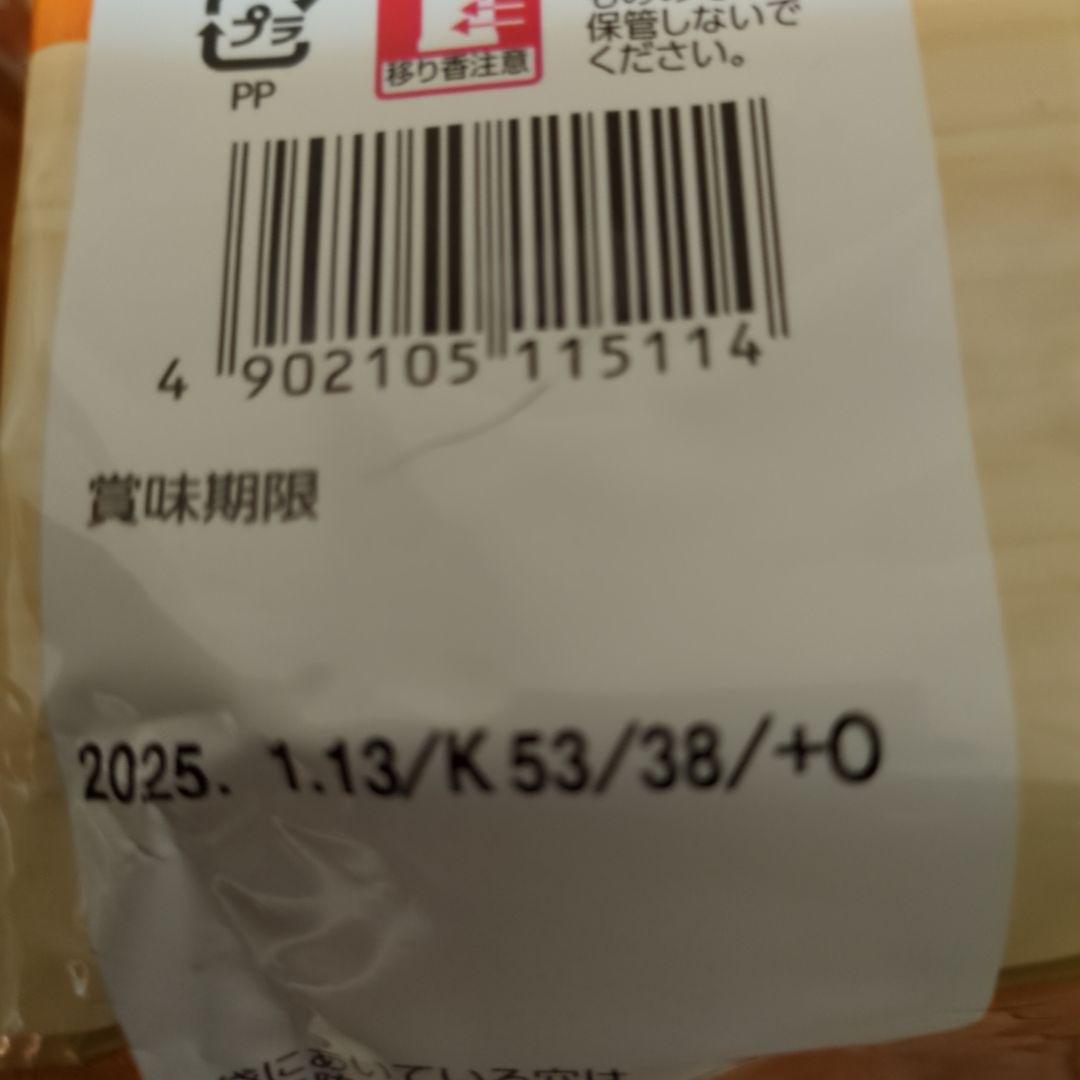 プラ
PP
移り香注意
保管しないで
ください。
4 902105 115114
賞味期限
2025. 1.13/K 53/38/+O